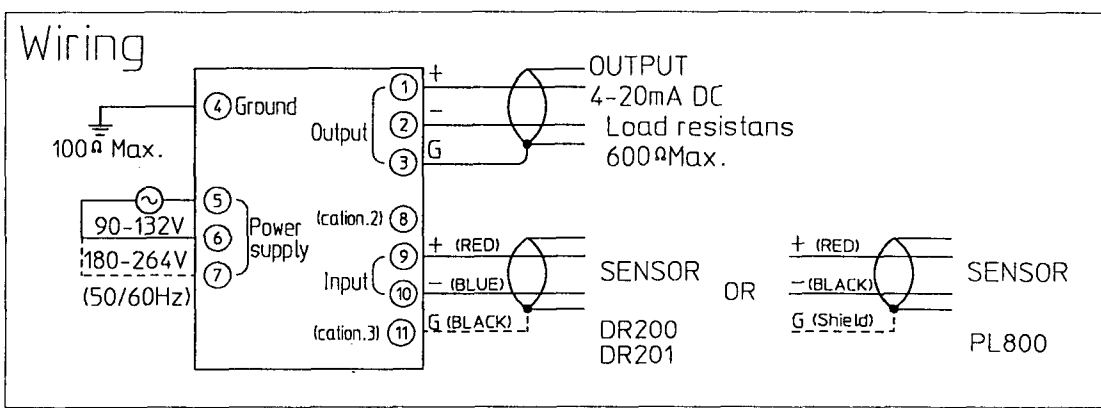 Wiring
④ Ground
100Ω Max.
⑤
90-132V
⑥
180-264V
⑦
(50/60Hz)
Power
supply
Output
① +
② -
③ G
OUTPUT
4-20mA DC
Load resistans
600ΩMax.
(cation.2) ⑧
Input
⑨ + (RED)
⑩ - (BLUE)
(cation.3) ⑪ G (BLACK)
SENSOR
DR200
DR201
OR
+ (RED)
- (BLACK)
G (Shield)
SENSOR
PL800